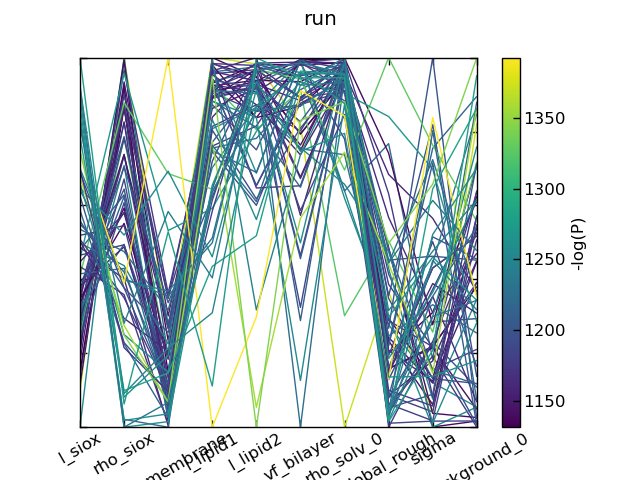 run
1350
1300
1250
1200
1150
-log(P)
l_siox
rho_siox
l_lipid2
vf_bilayer
rho_solv_0
sigma